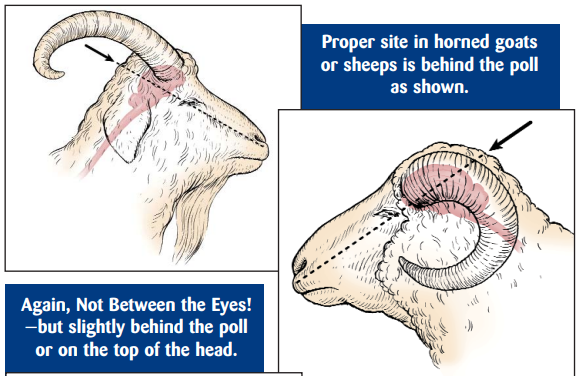 Proper site in horned goats
or sheeps is behind the poll
as shown.
Again, Not Between the Eyes!
—but slightly behind the poll
or on the top of the head.